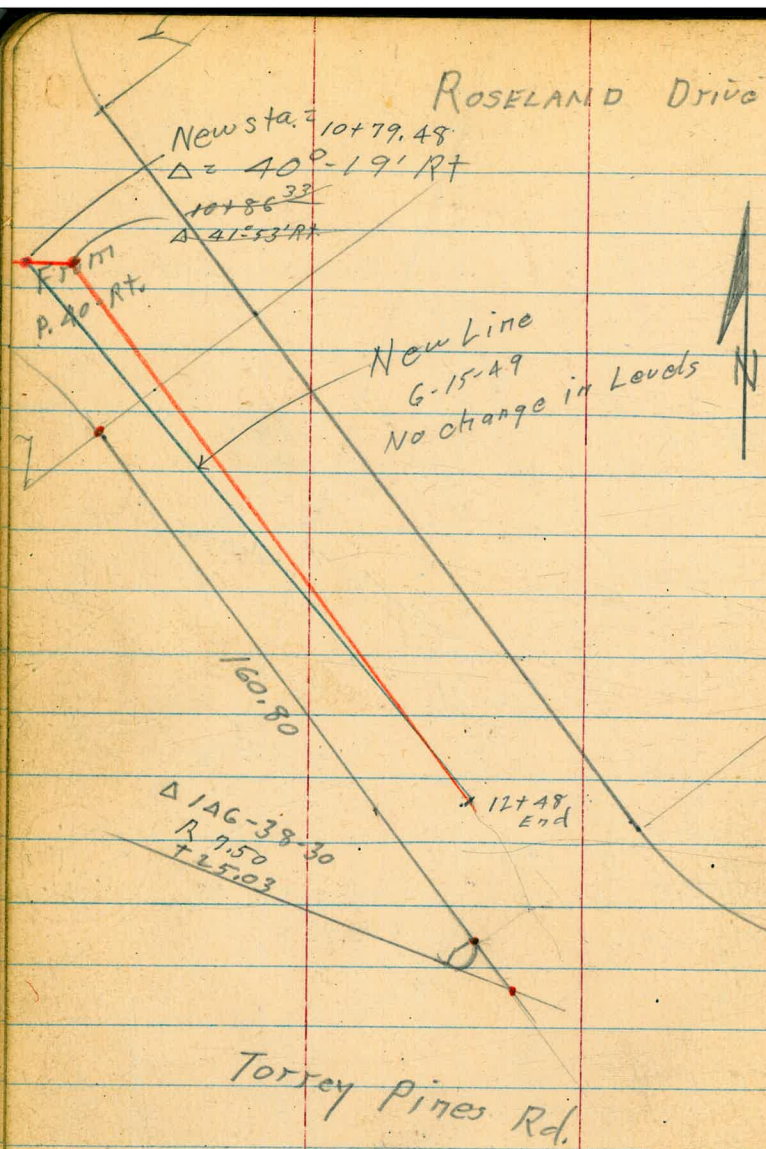 ROSELAND Drive
New sta. = 10+79.48
Δ = 40°-19' Rt
10+86 33
Δ 41°-53' Rt.
From
P. 40-Rt.
New Line
6-15-49
No change in Levels
N
160.80
12+48
End
Δ 146-38-30
R 7.50
+ 25.03
Torrey Pines Rd.